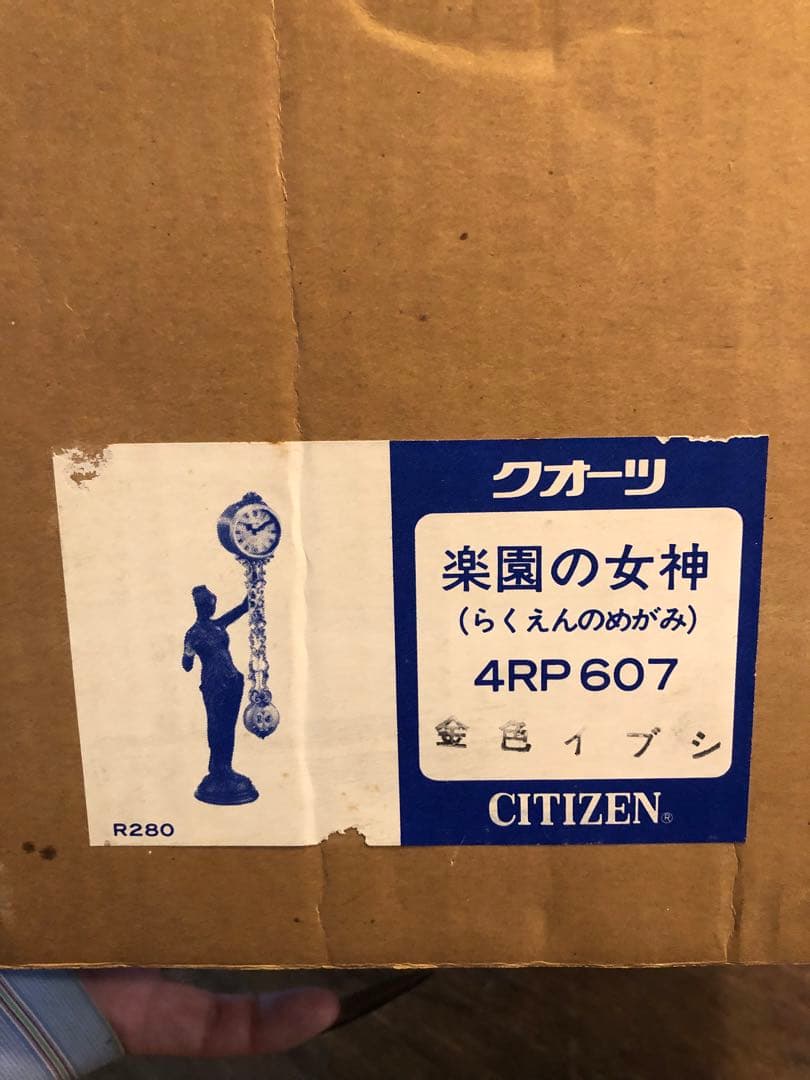 クオーツ
楽園の女神
(らくえんのめがみ)
4RP607
金色イブシ
CITIZEN®
R280